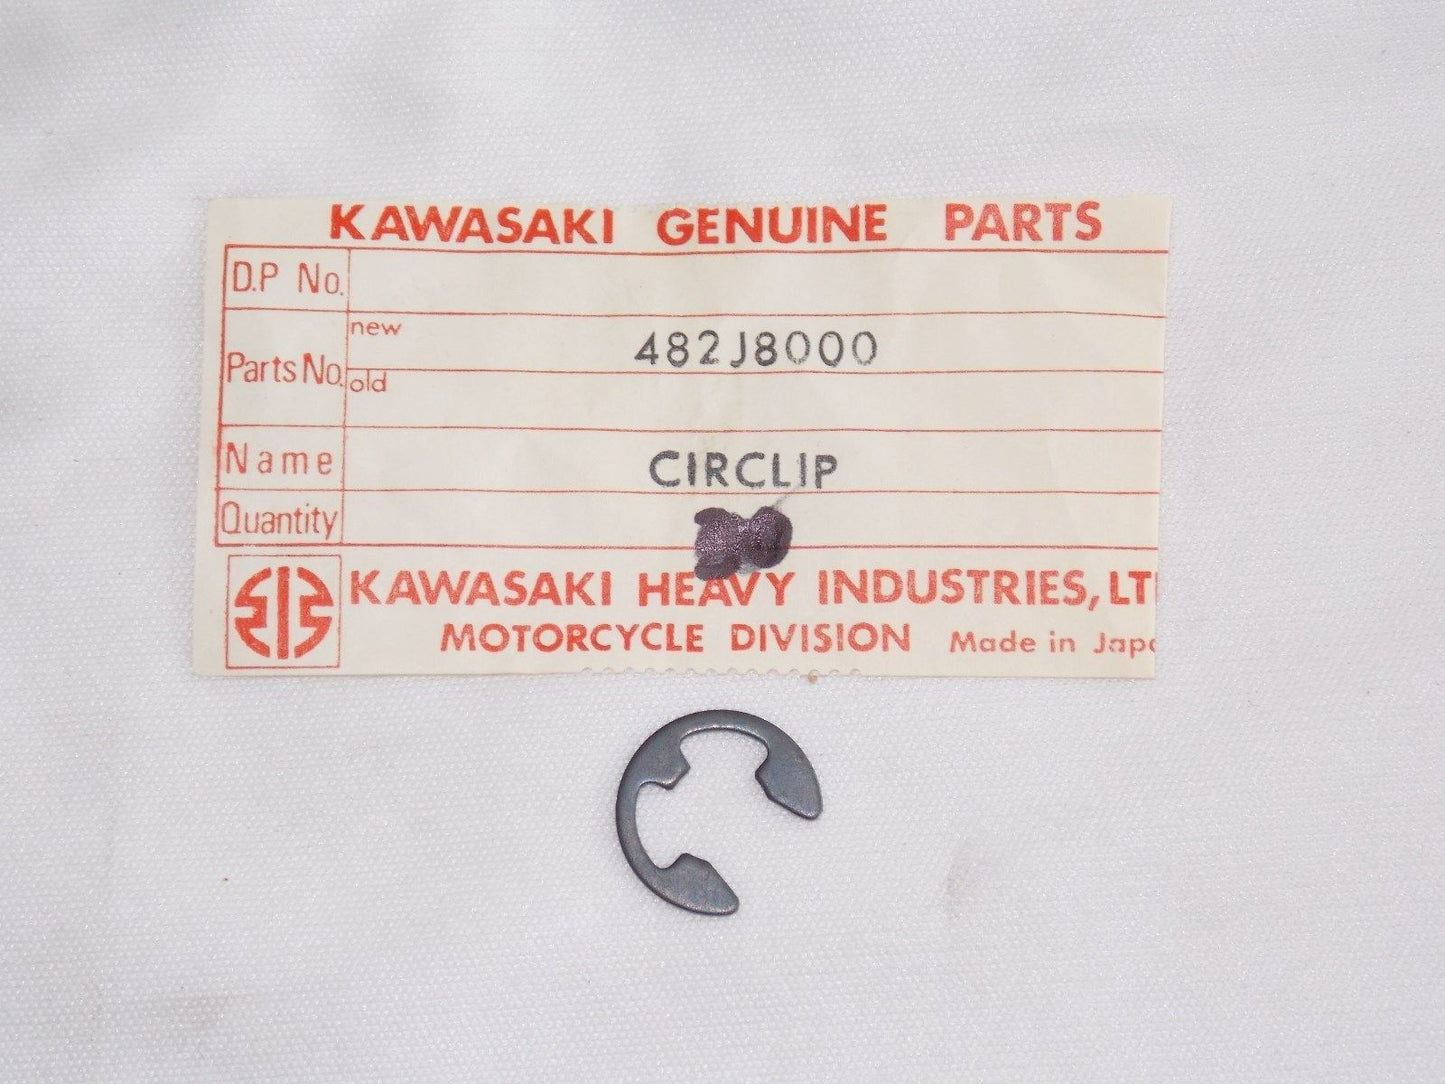 KAWASAKI GENUINE PARTS
D.P No.
Parts No. new 482J8000
old
Name CIRCLIP
Quantity
KAWASAKI HEAVY INDUSTRIES, LT
MOTORCYCLE DIVISION Made in Japa